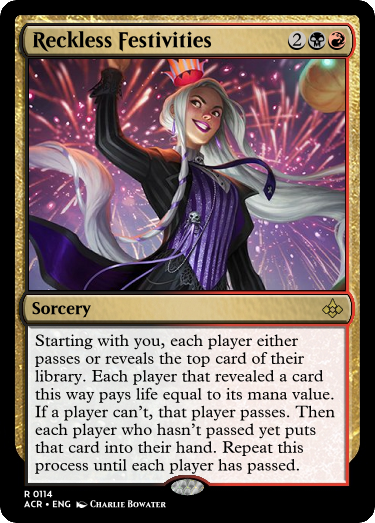 Reckless Festivities 2
Sorcery
Starting with you, each player either
passes or reveals the top card of their
library. Each player that revealed a card
this way pays life equal to its mana value.
If a player can't, that player passes. Then
each player who hasn't passed yet puts
that card into their hand. Repeat this
process until each player has passed.
R 0114
ACR • ENG Charlie Bowater